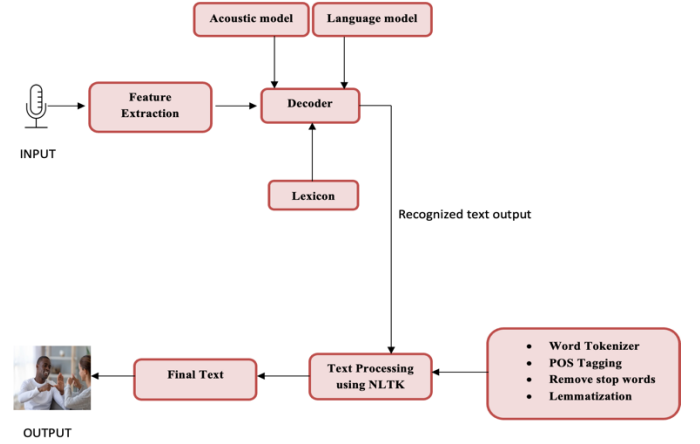 Acoustic model
Language model
Feature
Extraction
Decoder
INPUT
Lexicon
Recognized text output
• Word Tokenizer
• POS Tagging
• Remove stop words
• Lemmatization
Text Processing
using NLTK
Final Text
OUTPUT